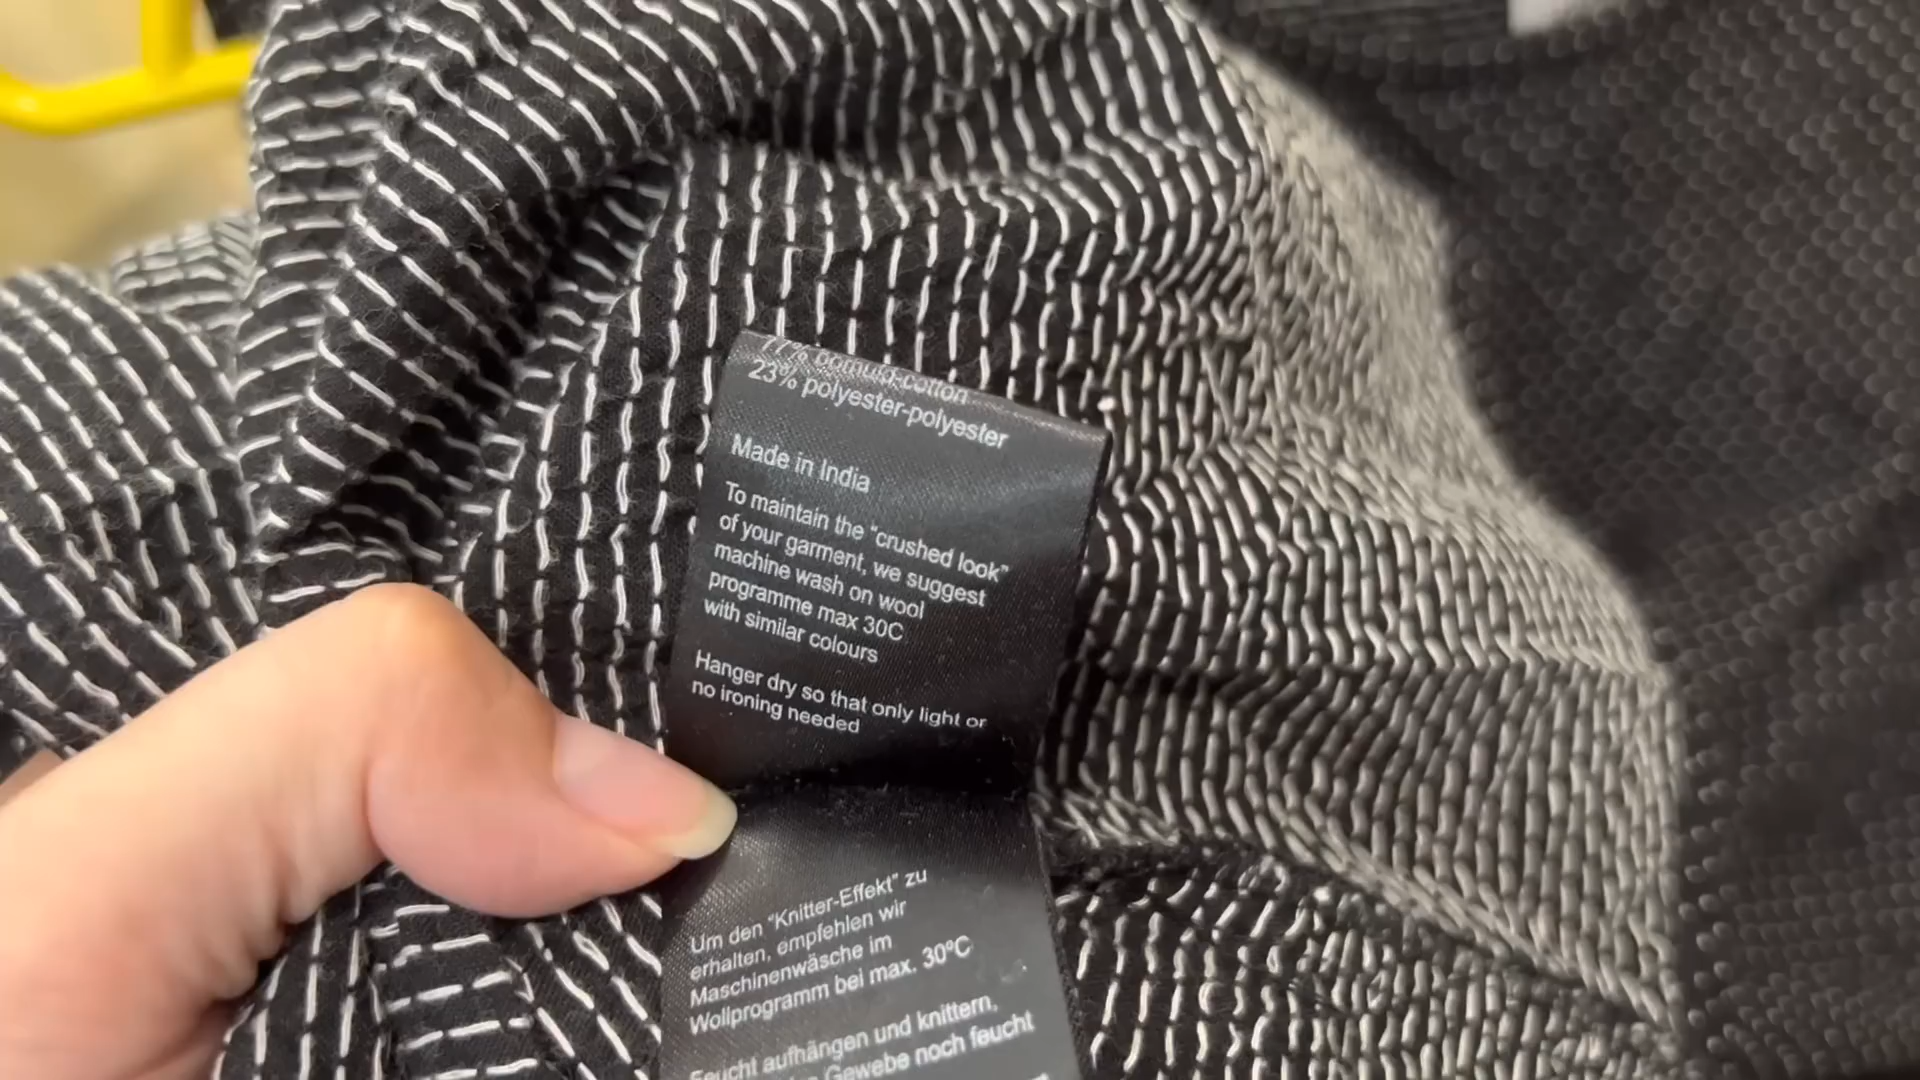 77% bomuld-cotton
23% polyester-polyester
Made in India
To maintain the "crushed look"
of your garment, we suggest
machine wash on wool
programme max 30C
with similar colours
Hanger dry so that only light or
no ironing needed
Um den "Knitter-Effekt" zu
erhalten, empfehlen wir
Maschinenwäsche im
Wollprogramm bei max. 30°C
Feucht aufhängen und knittern,
Gewebe noch feucht